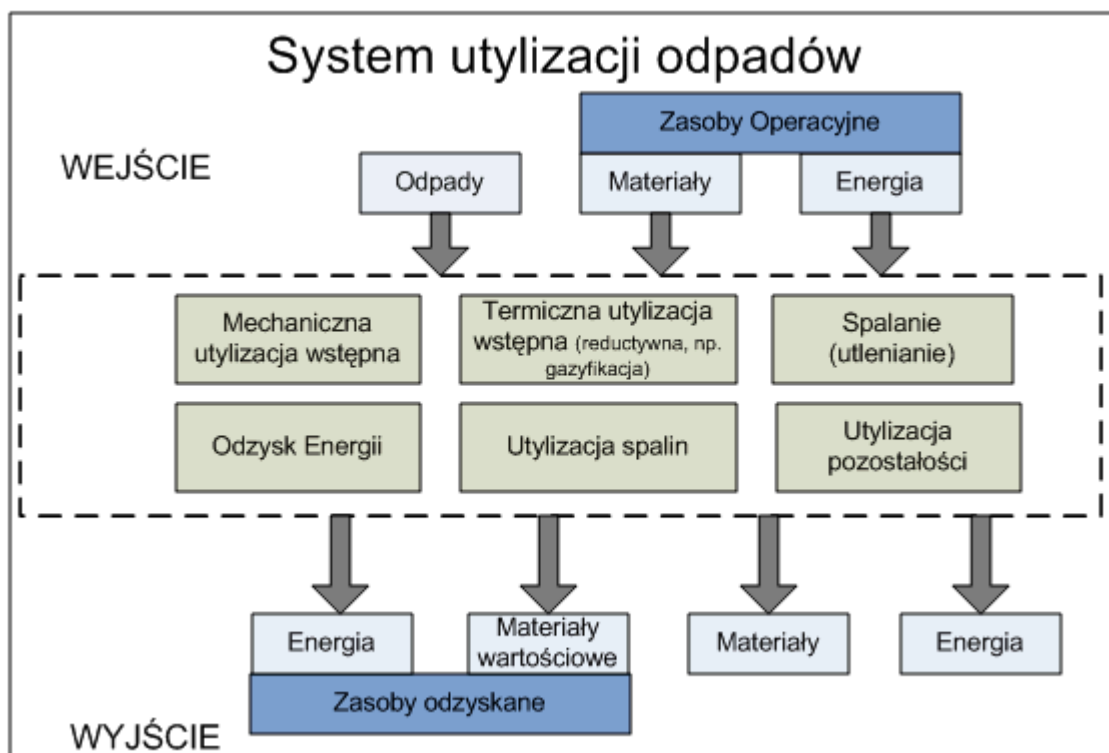 System utylizacji odpadów
Zasoby Operacyjne
WEJŚCIE
Odpady
Materiały
Energia
Mechaniczna
utylizacja wstępna
Termiczna utylizacja
wstępna (reductywna, np.
gazyfikacja)
Spalanie
(utlenianie)
Odzysk Energii
Utylizacja spalin
Utylizacja
pozostałości
Energia
Materiały
wartościowe
Materiały
Energia
Zasoby odzyskane
WYJŚCIE